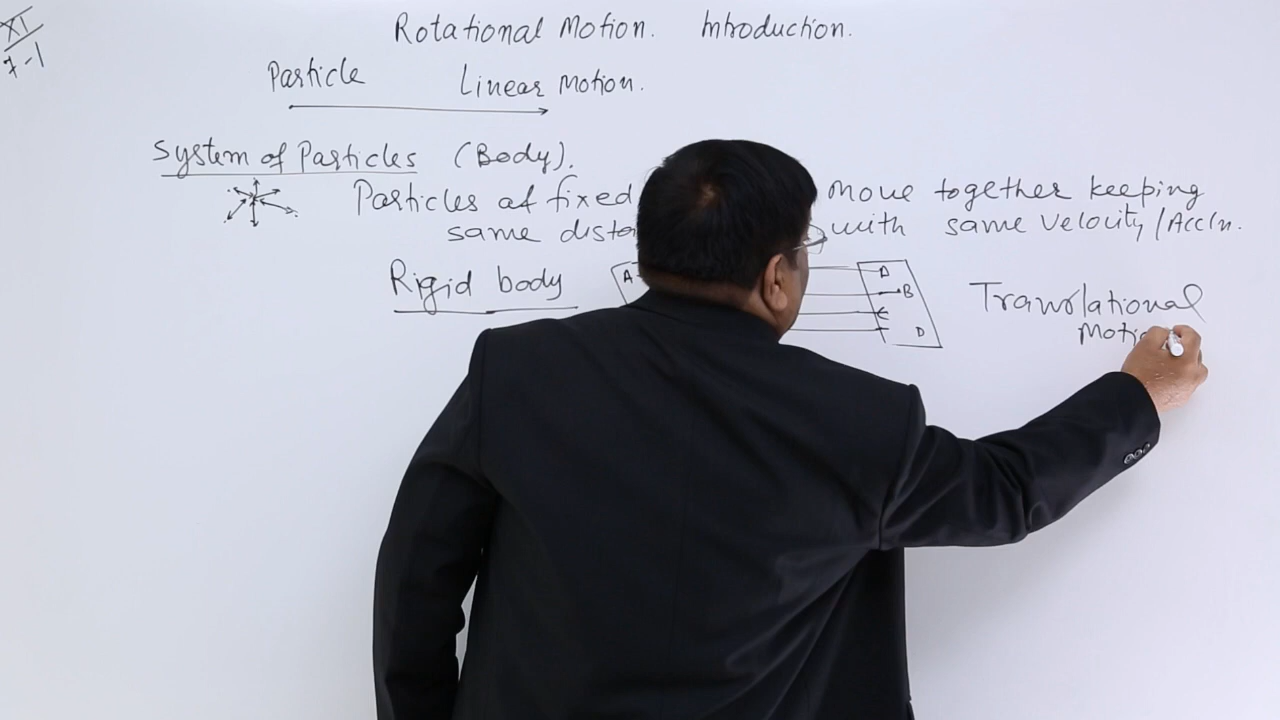 XI
7-1
Rotational Motion. Introduction.
Particle Linear Motion.
System of Particles (Body).
Particles at fixed move together keeping
same with same velocity/Accln.
Rigid body
A
A
B
C
D
Translational